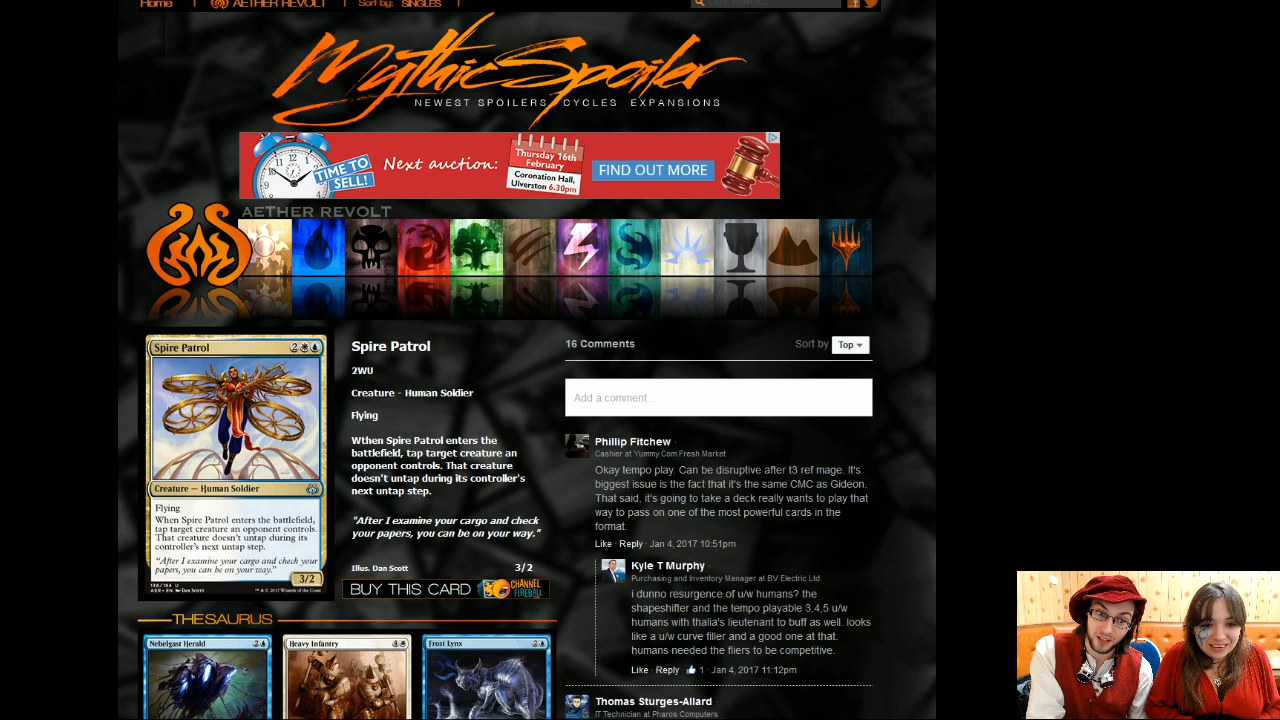 Home
AETHER REVOLT
Sort by: SINGLES
MythicSpoiler
NEWEST SPOILERS CYCLES EXPANSIONS
TIME TO SELL!
Next auction:
Thursday 16th
February
Coronation Hall,
Ulverston 6.30pm
FIND OUT MORE
AETHER REVOLT
Spire Patrol 2
Creature — Human Soldier
Flying
When Spire Patrol enters the battlefield,
tap target creature an opponent controls.
That creature doesn't untap during its
controller's next untap step.
"After I examine your cargo and check your
papers, you can be on your way."
3/2
Spire Patrol
2WU
Creature - Human Soldier
Flying
Wthen Spire Patrol enters the
battlefield, tap target creature an
opponent controls. That creature
doesn't untap during its controller's
next untap step.
"After I examine your cargo and check
your papers, you can be on your way."
Illus. Dan Scott 3/2
BUY THIS CARD CHANNEL FIREBALL
THESAURUS
Nebelgast Herald 2
Heavy Infantry 4
Frost Lynx 2
16 Comments
Sort by Top
Add a comment...
Phillip Fitchew
Cashier at Yummy.Com Fresh Market
Okay tempo play. Can be disruptive after t3 ref mage. It's
biggest issue is the fact that it's the same CMC as Gideon.
That said, it's going to take a deck really wants to play that
way to pass on one of the most powerful cards in the
format.
Like · Reply · Jan 4, 2017 10:51pm
Kyle T Murphy
Purchasing and Inventory Manager at BV Electric Ltd.
i dunno resurgence of u/w humans? the
shapeshifter and the tempo playable 3,4,5 u/w
humans with thalia's lieutenant to buff as well. looks
like a u/w curve filler and a good one at that.
humans needed the fliers to be competitive.
Like · Reply · 1 · Jan 4, 2017 11:12pm
Thomas Sturges-Allard
IT Technician at Pharos Computers